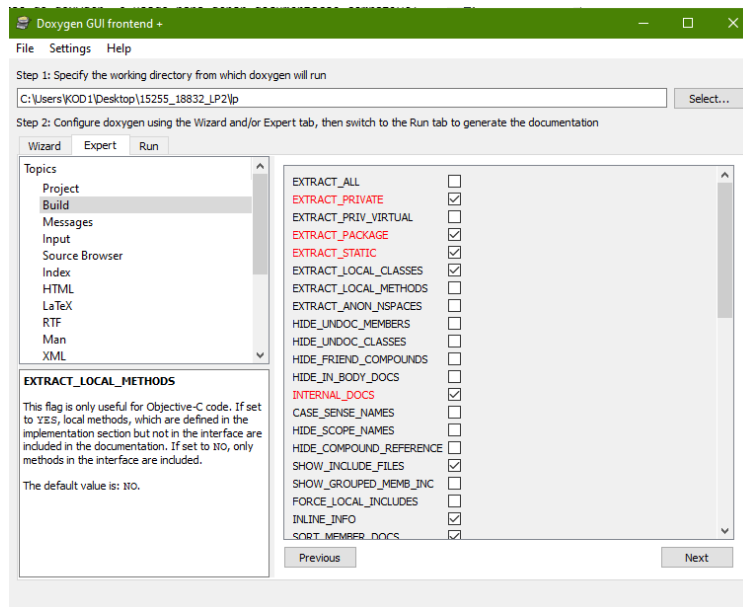 Doxygen GUI frontend +
File Settings Help
Step 1: Specify the working directory from which doxygen will run
C:\Users\KOD1\Desktop\15255_18832_LP2\lp
Select...
Step 2: Configure doxygen using the Wizard and/or Expert tab, then switch to the Run tab to generate the documentation
Wizard Expert Run
Topics
Project
Build
Messages
Input
Source Browser
Index
HTML
LaTeX
RTF
Man
XML
EXTRACT_LOCAL_METHODS
This flag is only useful for Objective-C code. If set
to YES, local methods, which are defined in the
implementation section but not in the interface are
included in the documentation. If set to NO, only
methods in the interface are included.
The default value is: NO.
EXTRACT_ALL
EXTRACT_PRIVATE
EXTRACT_PRIV_VIRTUAL
EXTRACT_PACKAGE
EXTRACT_STATIC
EXTRACT_LOCAL_CLASSES
EXTRACT_LOCAL_METHODS
EXTRACT_ANON_NSPACES
HIDE_UNDOC_MEMBERS
HIDE_UNDOC_CLASSES
HIDE_FRIEND_COMPOUNDS
HIDE_IN_BODY_DOCS
INTERNAL_DOCS
CASE_SENSE_NAMES
HIDE_SCOPE_NAMES
HIDE_COMPOUND_REFERENCE
SHOW_INCLUDE_FILES
SHOW_GROUPED_MEMB_INC
FORCE_LOCAL_INCLUDES
INLINE_INFO
SORT_MEMBER_DOCS
Previous
Next